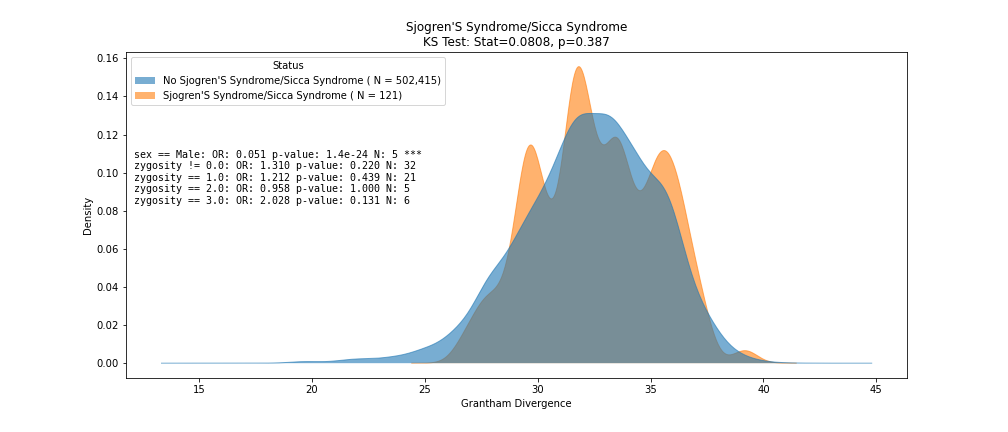 Sjogren'S Syndrome/Sicca Syndrome
KS Test: Stat=0.0808, p=0.387
Status
No Sjogren'S Syndrome/Sicca Syndrome ( N = 502,415)
Sjogren'S Syndrome/Sicca Syndrome ( N = 121)
sex == Male: OR: 0.051 p-value: 1.4e-24 N: 5 ***
zygosity != 0.0: OR: 1.310 p-value: 0.220 N: 32
zygosity == 1.0: OR: 1.212 p-value: 0.439 N: 21
zygosity == 2.0: OR: 0.958 p-value: 1.000 N: 5
zygosity == 3.0: OR: 2.028 p-value: 0.131 N: 6
Density
0.16
0.14
0.12
0.10
0.08
0.06
0.04
0.02
0.00
15 20 25 30 35 40 45
Grantham Divergence